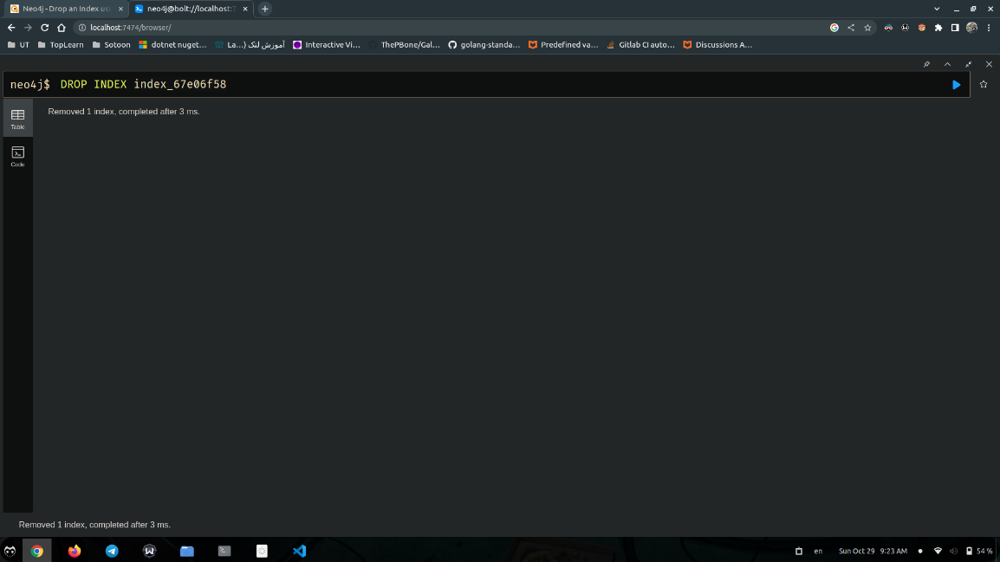 Neo4j - Drop an Index usi
neo4j@bolt://localhost:7
localhost:7474/browser/
UT
TopLearn
Sotoon
dotnet nuget…
آموزش لنک (La…
Interactive Vi…
ThePBone/Gal…
golang-standa…
Predefined va…
Gitlab CI auto…
Discussions A…
neo4j$ DROP INDEX index_67e06f58
Table
Removed 1 index, completed after 3 ms.
Code
Removed 1 index, completed after 3 ms.
en
Sun Oct 29 9:23 AM
54 %